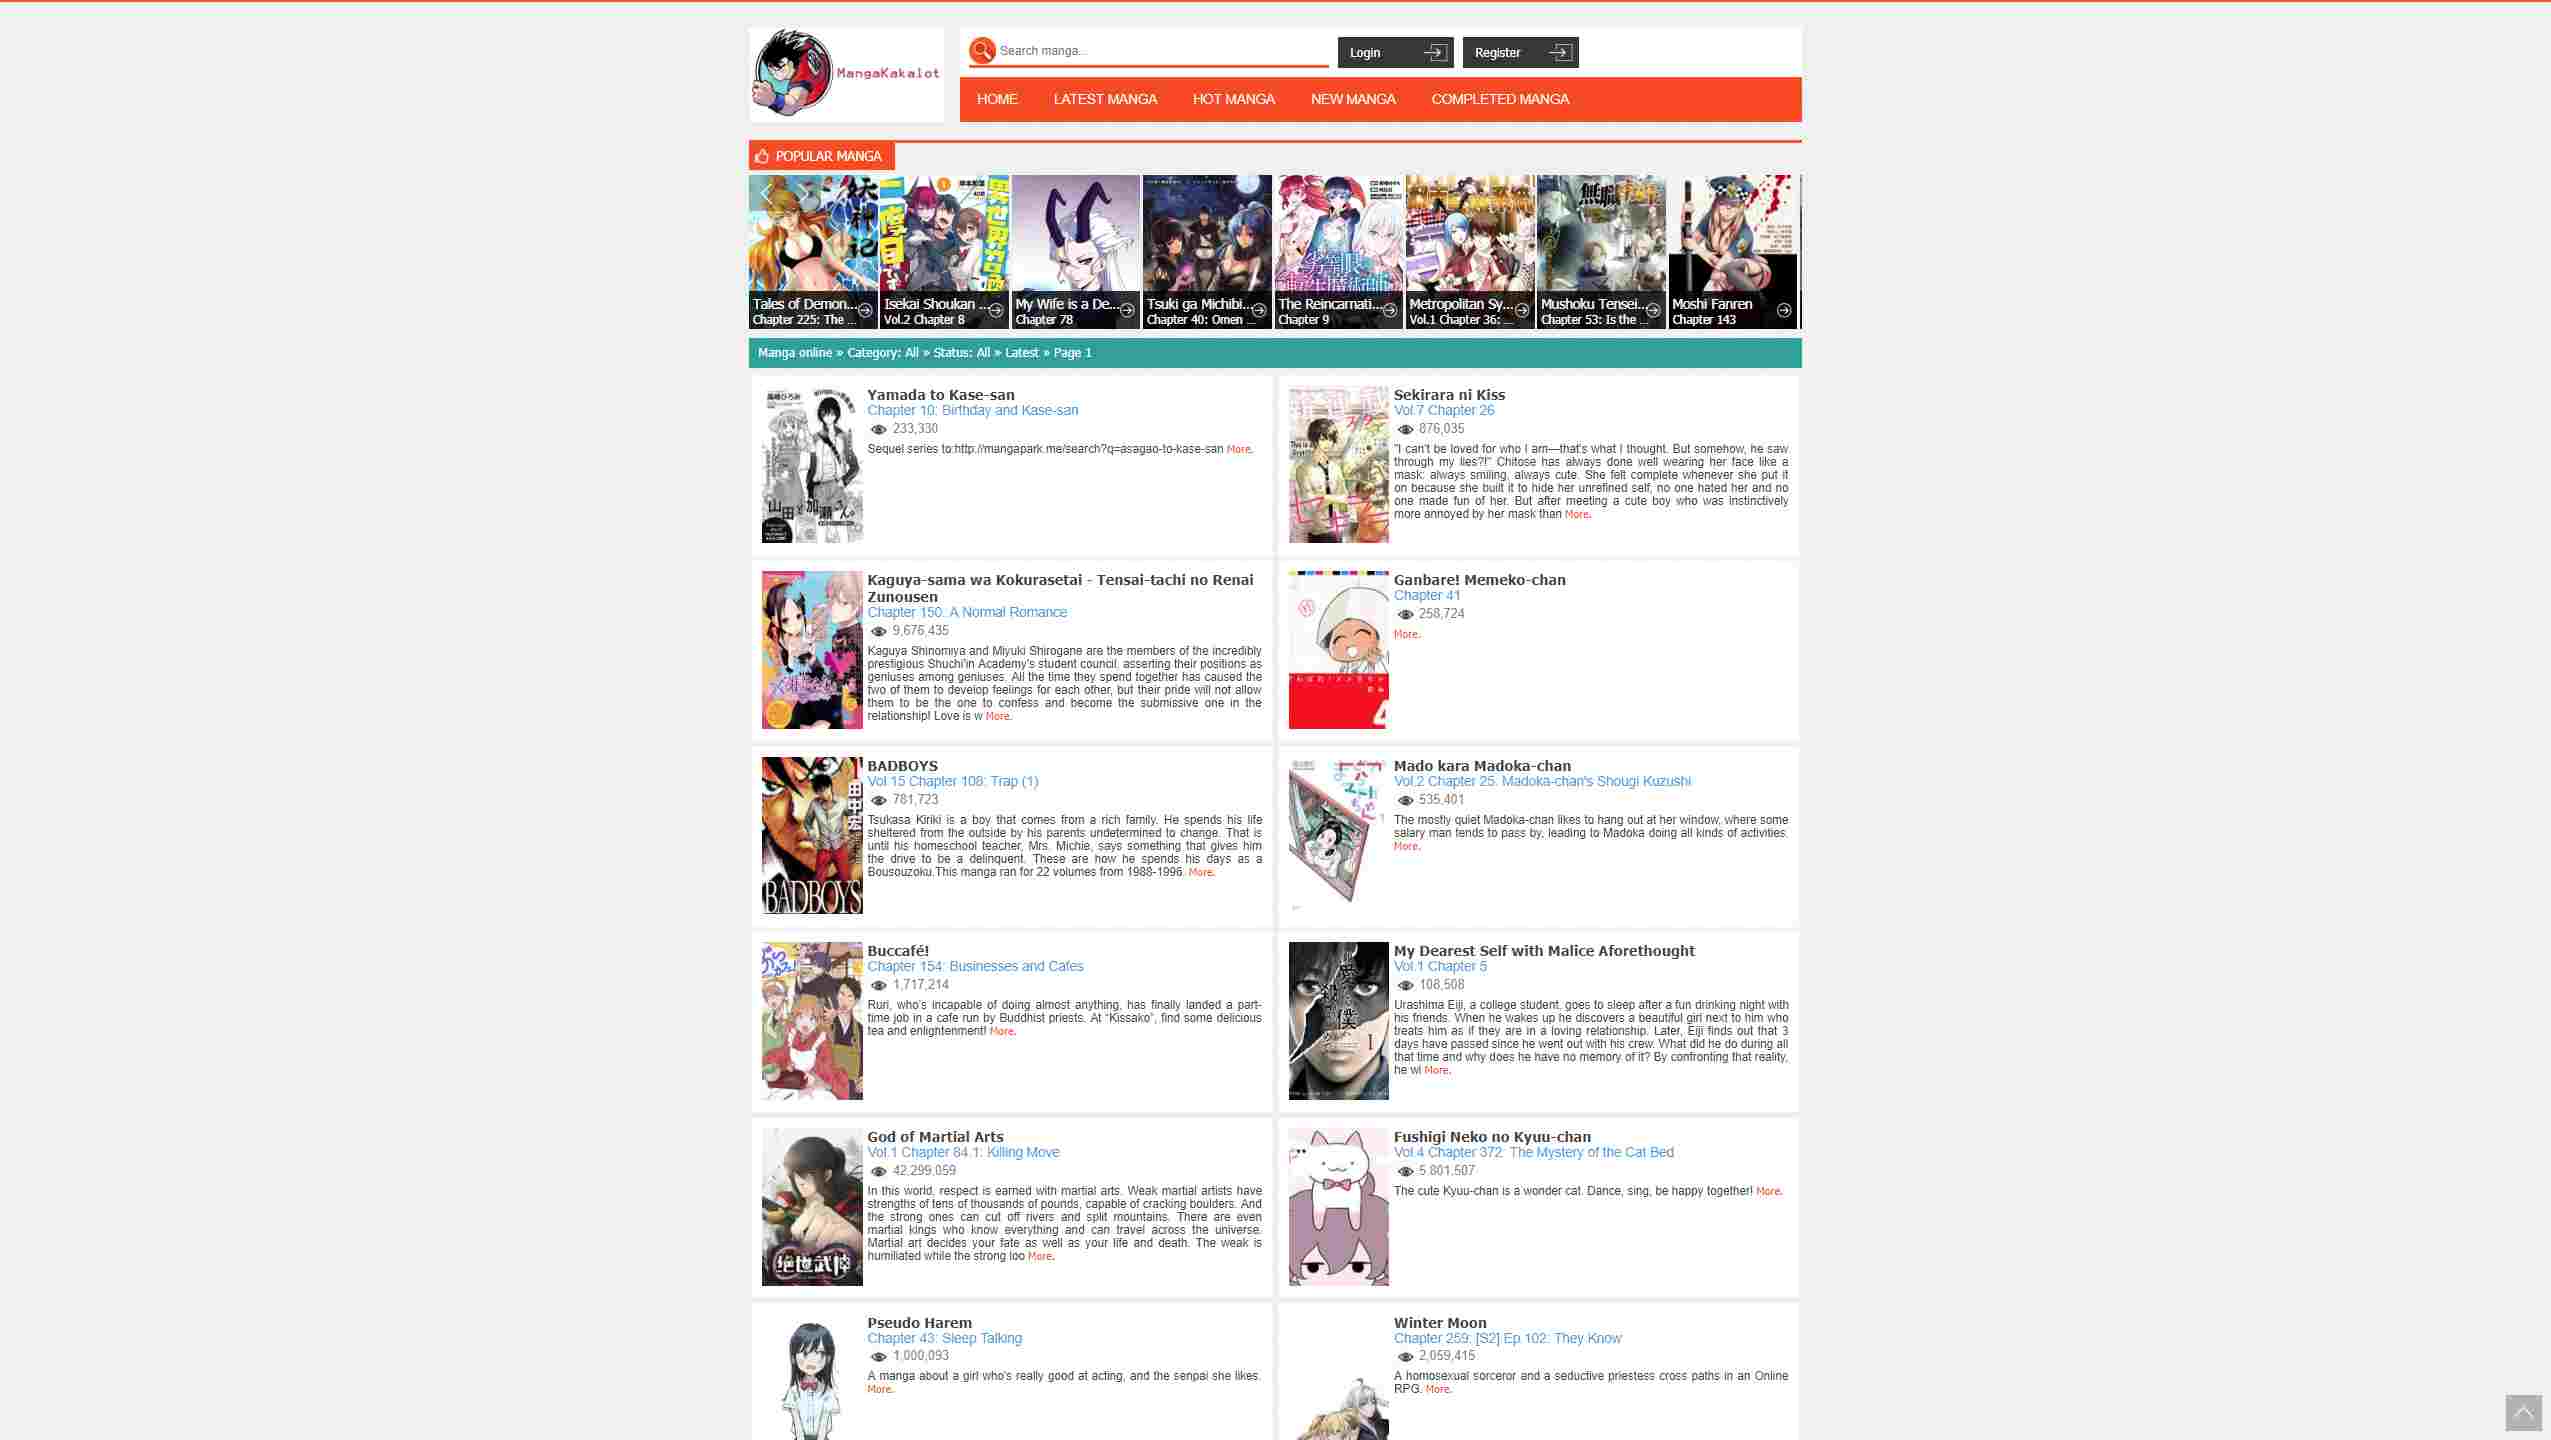 MangaKakalot
Search manga...
Login
Register
HOME
LATEST MANGA
HOT MANGA
NEW MANGA
COMPLETED MANGA
POPULAR MANGA
Tales of Demon...
Chapter 225: The ...
Isekai Shoukan ...
Vol.2 Chapter 8
My Wife is a De...
Chapter 78
Tsuki ga Michibi...
Chapter 40: Omen ...
The Reincarnati...
Chapter 9
Metropolitan Sy...
Vol.1 Chapter 36: ...
Mushoku Tensei...
Chapter 53: Is the ...
Moshi Fanren
Chapter 143
Manga online » Category: All » Status: All » Latest » Page 1
Yamada to Kase-san
Chapter 10: Birthday and Kase-san
233,330
Sequel series to:http://mangapark.me/search?q=asagao-to-kase-san More.
Sekirara ni Kiss
Vol.7 Chapter 26
876,035
"I can't be loved for who I am—that's what I thought. But somehow, he saw
through my lies?!" Chitose has always done well wearing her face like a
mask: always smiling, always cute. She felt complete whenever she put it
on because she built it to hide her unrefined self, no one hated her and no
one made fun of her. But after meeting a cute boy who was instinctively
more annoyed by her mask than More.
Kaguya-sama wa Kokurasetai - Tensai-tachi no Renai
Zunousen
Chapter 150: A Normal Romance
9,676,435
Kaguya Shinomiya and Miyuki Shirogane are the members of the incredibly
prestigious Shuchi'in Academy's student council, asserting their positions as
geniuses among geniuses. All the time they spend together has caused the
two of them to develop feelings for each other, but their pride will not allow
them to be the one to confess and become the submissive one in the
relationship! Love is w More.
Ganbare! Memeko-chan
Chapter 41
258,724
More.
BADBOYS
Vol.15 Chapter 108: Trap (1)
781,723
Tsukasa Kiriki is a boy that comes from a rich family. He spends his life
sheltered from the outside by his parents undetermined to change. That is
until his homeschool teacher, Mrs. Michie, says something that gives him
the drive to be a delinquent. These are how he spends his days as a
Bousouzoku.This manga ran for 22 volumes from 1988-1996. More.
BADBOYS
Mado kara Madoka-chan
Vol.2 Chapter 25: Madoka-chan's Shougi Kuzushi
535,401
The mostly quiet Madoka-chan likes to hang out at her window, where some
salary man tends to pass by, leading to Madoka doing all kinds of activities.
More.
Buccafé!
Chapter 154: Businesses and Cafes
1,717,214
Ruri, who's incapable of doing almost anything, has finally landed a part-
time job in a cafe run by Buddhist priests. At "Kissako", find some delicious
tea and enlightenment! More.
My Dearest Self with Malice Aforethought
Vol.1 Chapter 5
108,508
Urashima Eiji, a college student, goes to sleep after a fun drinking night with
his friends. When he wakes up he discovers a beautiful girl next to him who
treats him as if they are in a loving relationship. Later, Eiji finds out that 3
days have passed since he went out with his crew. What did he do during all
that time and why does he have no memory of it? By confronting that reality,
he wi More.
God of Martial Arts
Vol.1 Chapter 84.1: Killing Move
42,299,059
In this world, respect is earned with martial arts. Weak martial artists have
strengths of tens of thousands of pounds, capable of cracking boulders. And
the strong ones can cut off rivers and split mountains. There are even
martial kings who know everything and can travel across the universe.
Martial art decides your fate as well as your life and death. The weak is
humiliated while the strong loo More.
绝世武神
Fushigi Neko no Kyuu-chan
Vol.4 Chapter 372: The Mystery of the Cat Bed
5,801,507
The cute Kyuu-chan is a wonder cat. Dance, sing, be happy together! More.
Pseudo Harem
Chapter 43: Sleep Talking
1,000,093
A manga about a girl who's really good at acting, and the senpai she likes.
More.
Winter Moon
Chapter 259: [S2] Ep.102: They Know
2,059,415
A homosexual sorceror and a seductive priestess cross paths in an Online
RPG. More.